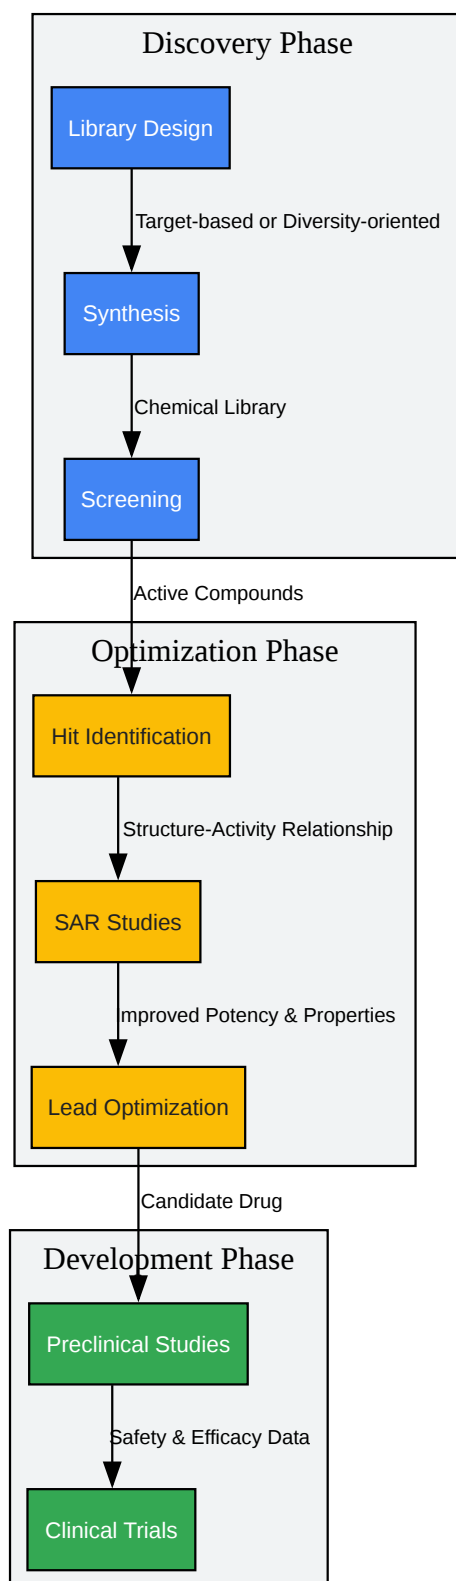 Discovery Phase
Library Design
Target-based or Diversity-oriented
Synthesis
Chemical Library
Screening
Active Compounds
Optimization Phase
Hit Identification
Structure-Activity Relationship
SAR Studies
Improved Potency & Properties
Lead Optimization
Candidate Drug
Development Phase
Preclinical Studies
Safety & Efficacy Data
Clinical Trials